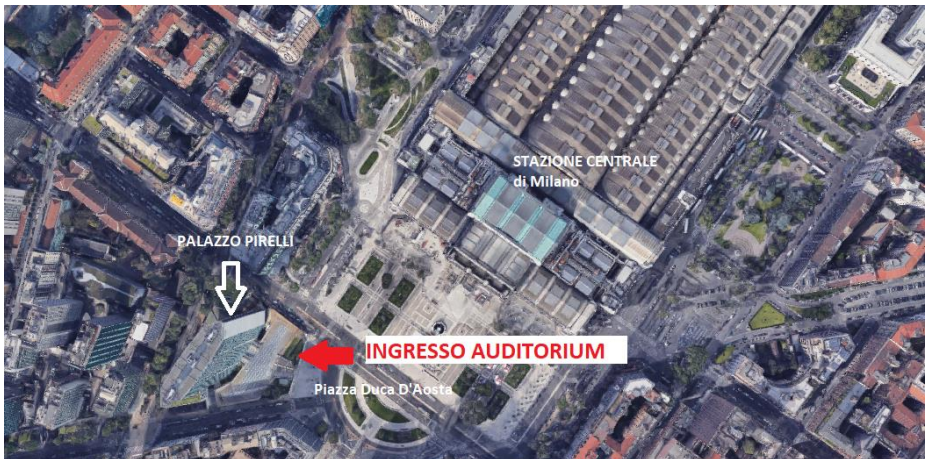 STAZIONE CENTRALE
di Milano
PALAZZO PIRELLI
INGRESSO AUDITORIUM
Piazza Duca D'Aosta